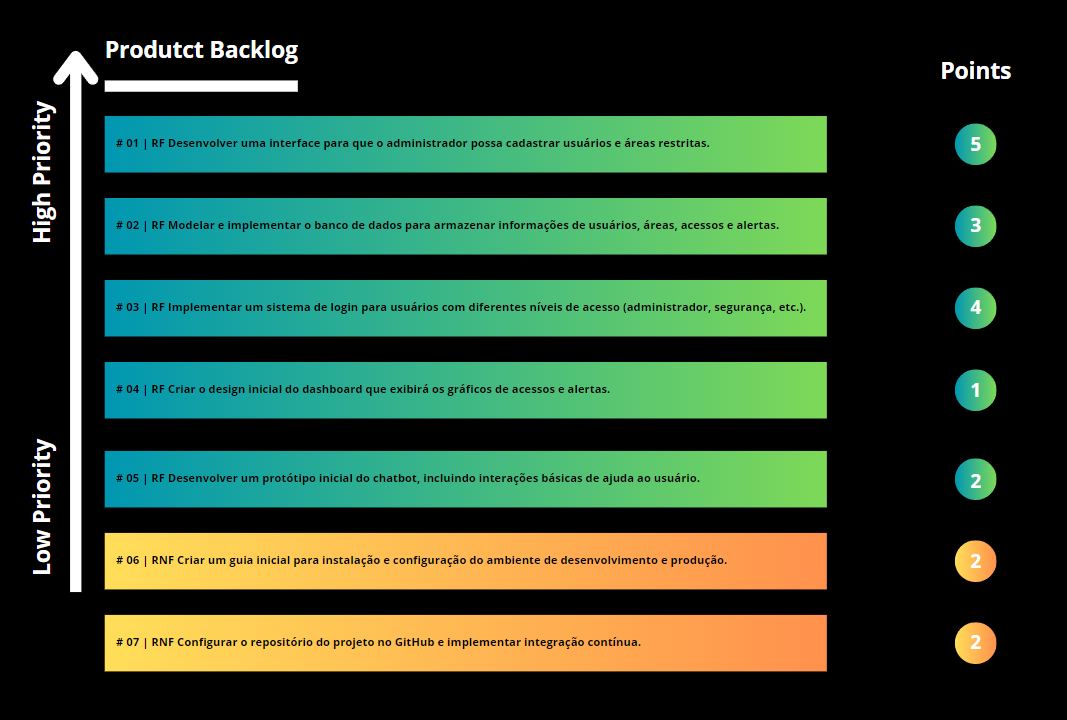 Produtct Backlog
Points
High Priority
Low Priority
# 01 | RF Desenvolver uma interface para que o administrador possa cadastrar usuários e áreas restritas.
5
# 02 | RF Modelar e implementar o banco de dados para armazenar informações de usuários, áreas, acessos e alertas.
3
# 03 | RF Implementar um sistema de login para usuários com diferentes níveis de acesso (administrador, segurança, etc.).
4
# 04 | RF Criar o design inicial do dashboard que exibirá os gráficos de acessos e alertas.
1
# 05 | RF Desenvolver um protótipo inicial do chatbot, incluindo interações básicas de ajuda ao usuário.
2
# 06 | RNF Criar um guia inicial para instalação e configuração do ambiente de desenvolvimento e produção.
2
# 07 | RNF Configurar o repositório do projeto no GitHub e implementar integração contínua.
2